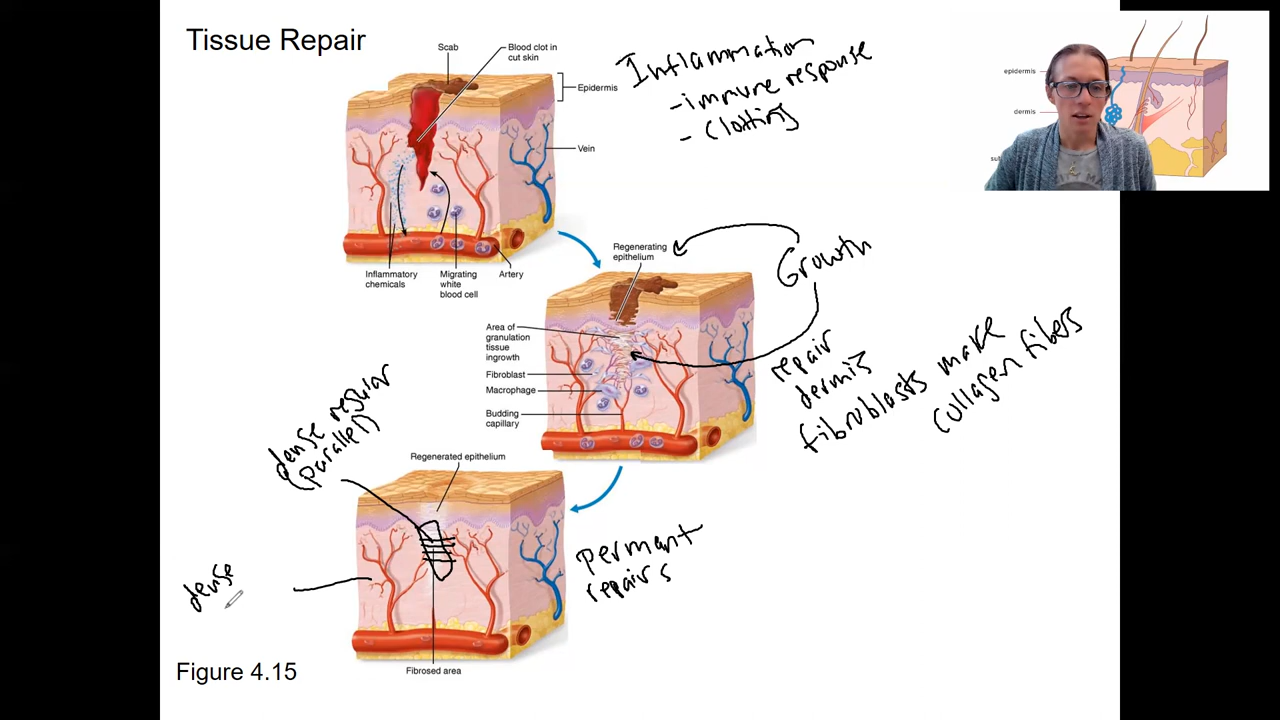 Tissue Repair
Scab
Blood clot in
cut skin
Epidermis
Vein
Inflammatory
chemicals
Migrating
white
blood cell
Artery
Inflammation
- immune response
- Clotting
epidermis
dermis
Regenerating
epithelium
Area of
granulation
tissue
ingrowth
Fibroblast
Macrophage
Budding
capillary
Growth
repair
dermis
fibroblasts make
collagen fibers
dense regular
(parallel)
Regenerated epithelium
dense
Fibrosed area
permant
repairs
Figure 4.15